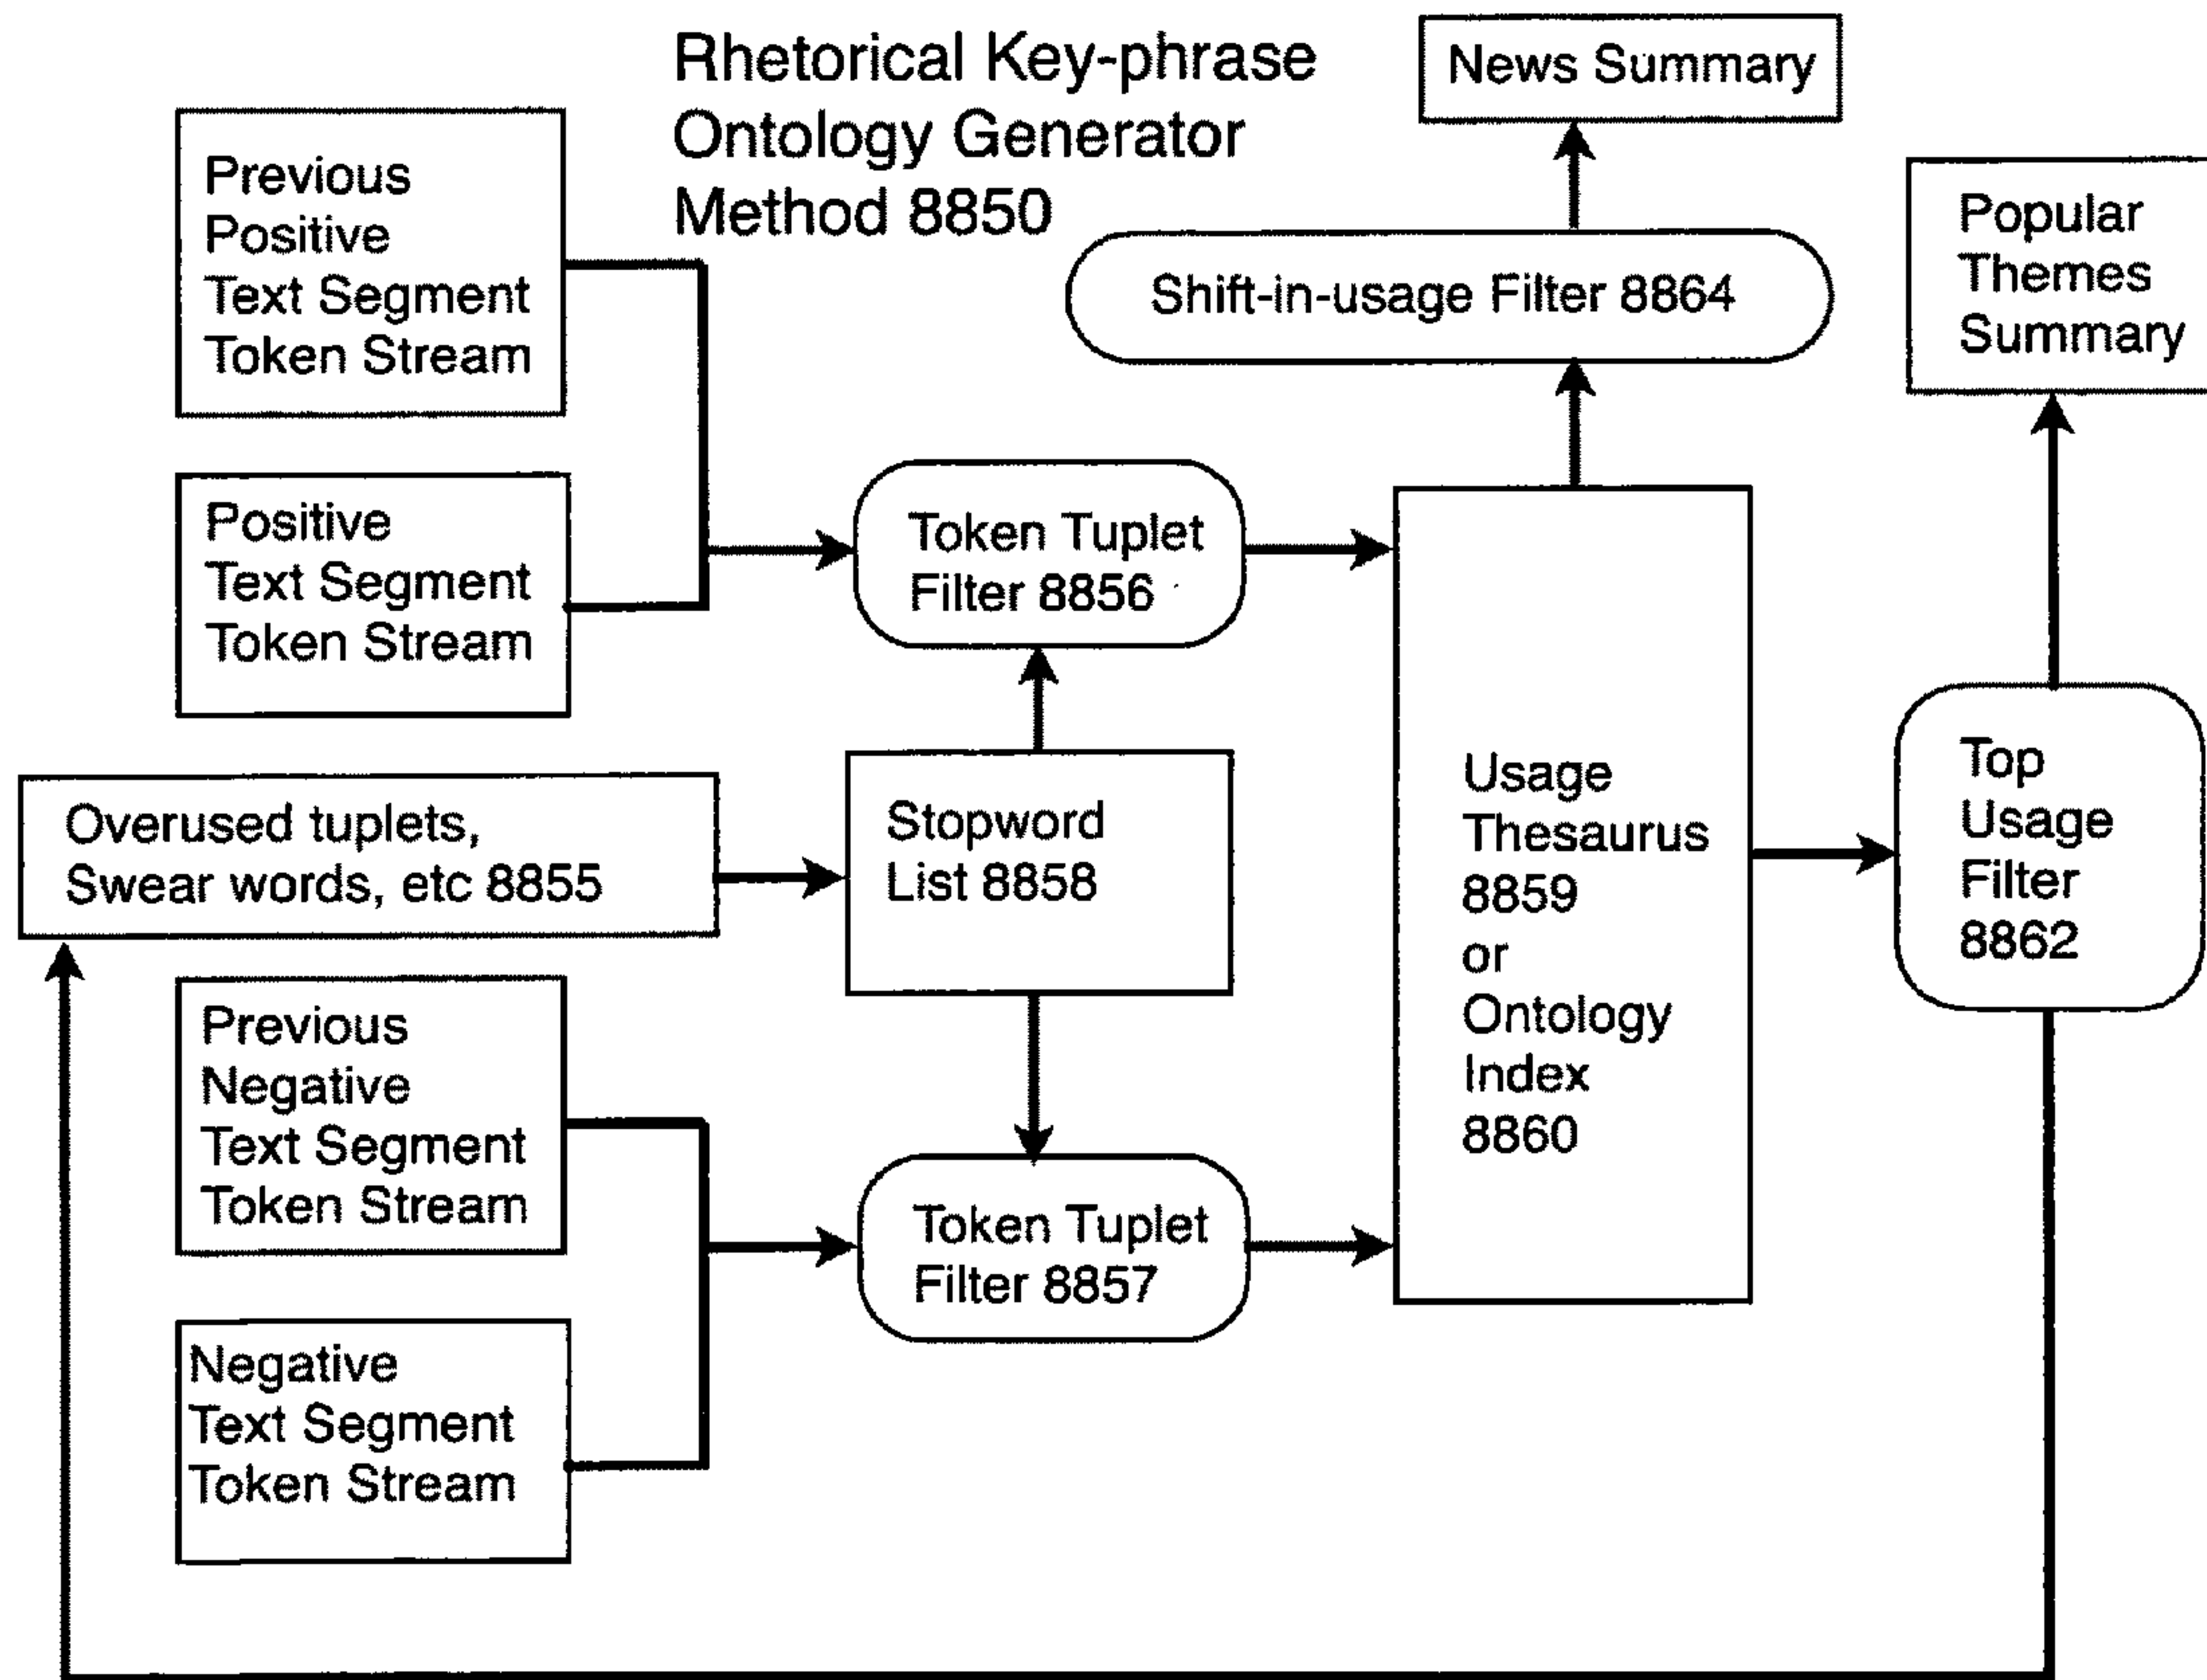 Rhetorical Key-phrase
Ontology Generator
Method 8850
News Summary
Previous
Positive
Text Segment
Token Stream
Shift-in-usage Filter 8864
Popular
Themes
Summary
Positive
Text Segment
Token Stream
Token Tuplet
Filter 8856
Overused tuplets,
Swear words, etc 8855
Stopword
List 8858
Usage
Thesaurus
8859
or
Ontology
Index
8860
Top
Usage
Filter
8862
Previous
Negative
Text Segment
Token Stream
Token Tuplet
Filter 8857
Negative
Text Segment
Token Stream